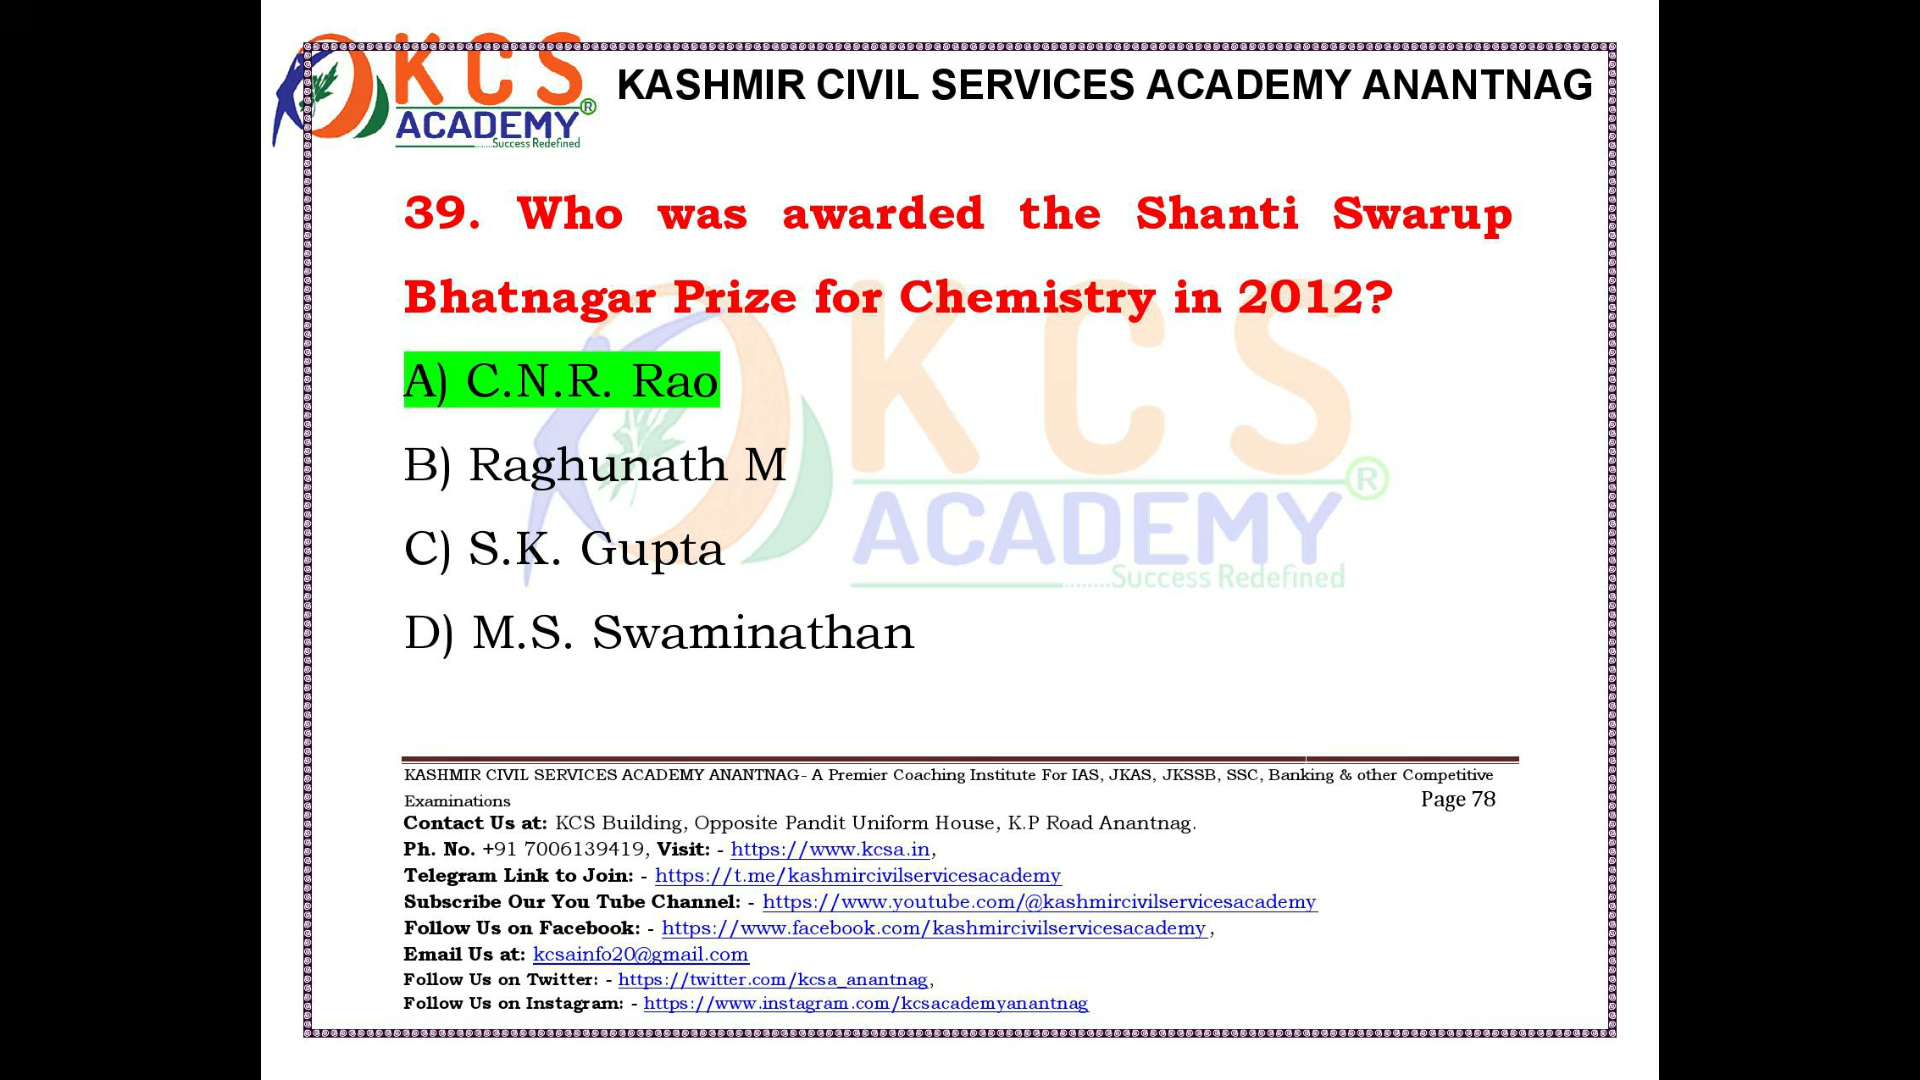 KCS
ACADEMY®
........Success Redefined
KASHMIR CIVIL SERVICES ACADEMY ANANTNAG
39. Who was awarded the Shanti Swarup
Bhatnagar Prize for Chemistry in 2012?
A) C.N.R. Rao
B) Raghunath M
C) S.K. Gupta
D) M.S. Swaminathan
KCS
ACADEMY®
........Success Redefined
KASHMIR CIVIL SERVICES ACADEMY ANANTNAG- A Premier Coaching Institute For IAS, JKAS, JKSSB, SSC, Banking & other Competitive
Examinations Page 78
Contact Us at: KCS Building, Opposite Pandit Uniform House, K.P Road Anantnag.
Ph. No. +91 7006139419, Visit: - https://www.kcsa.in,
Telegram Link to Join: - https://t.me/kashmircivilservicesacademy
Subscribe Our You Tube Channel: - https://www.youtube.com/@kashmircivilservicesacademy
Follow Us on Facebook: - https://www.facebook.com/kashmircivilservicesacademy,
Email Us at: kcsainfo20@gmail.com
Follow Us on Twitter: - https://twitter.com/kcsa_anantnag,
Follow Us on Instagram: - https://www.instagram.com/kcsacademyanantnag